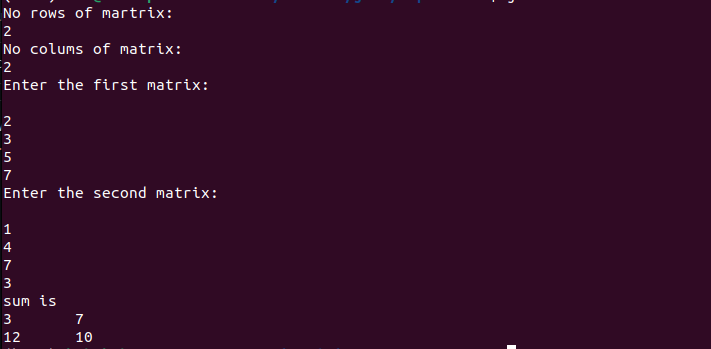 No rows of martrix:
2
No colums of matrix:
2
Enter the first matrix:
2
3
5
7
Enter the second matrix:
1
4
7
3
sum is
3 7
12 10